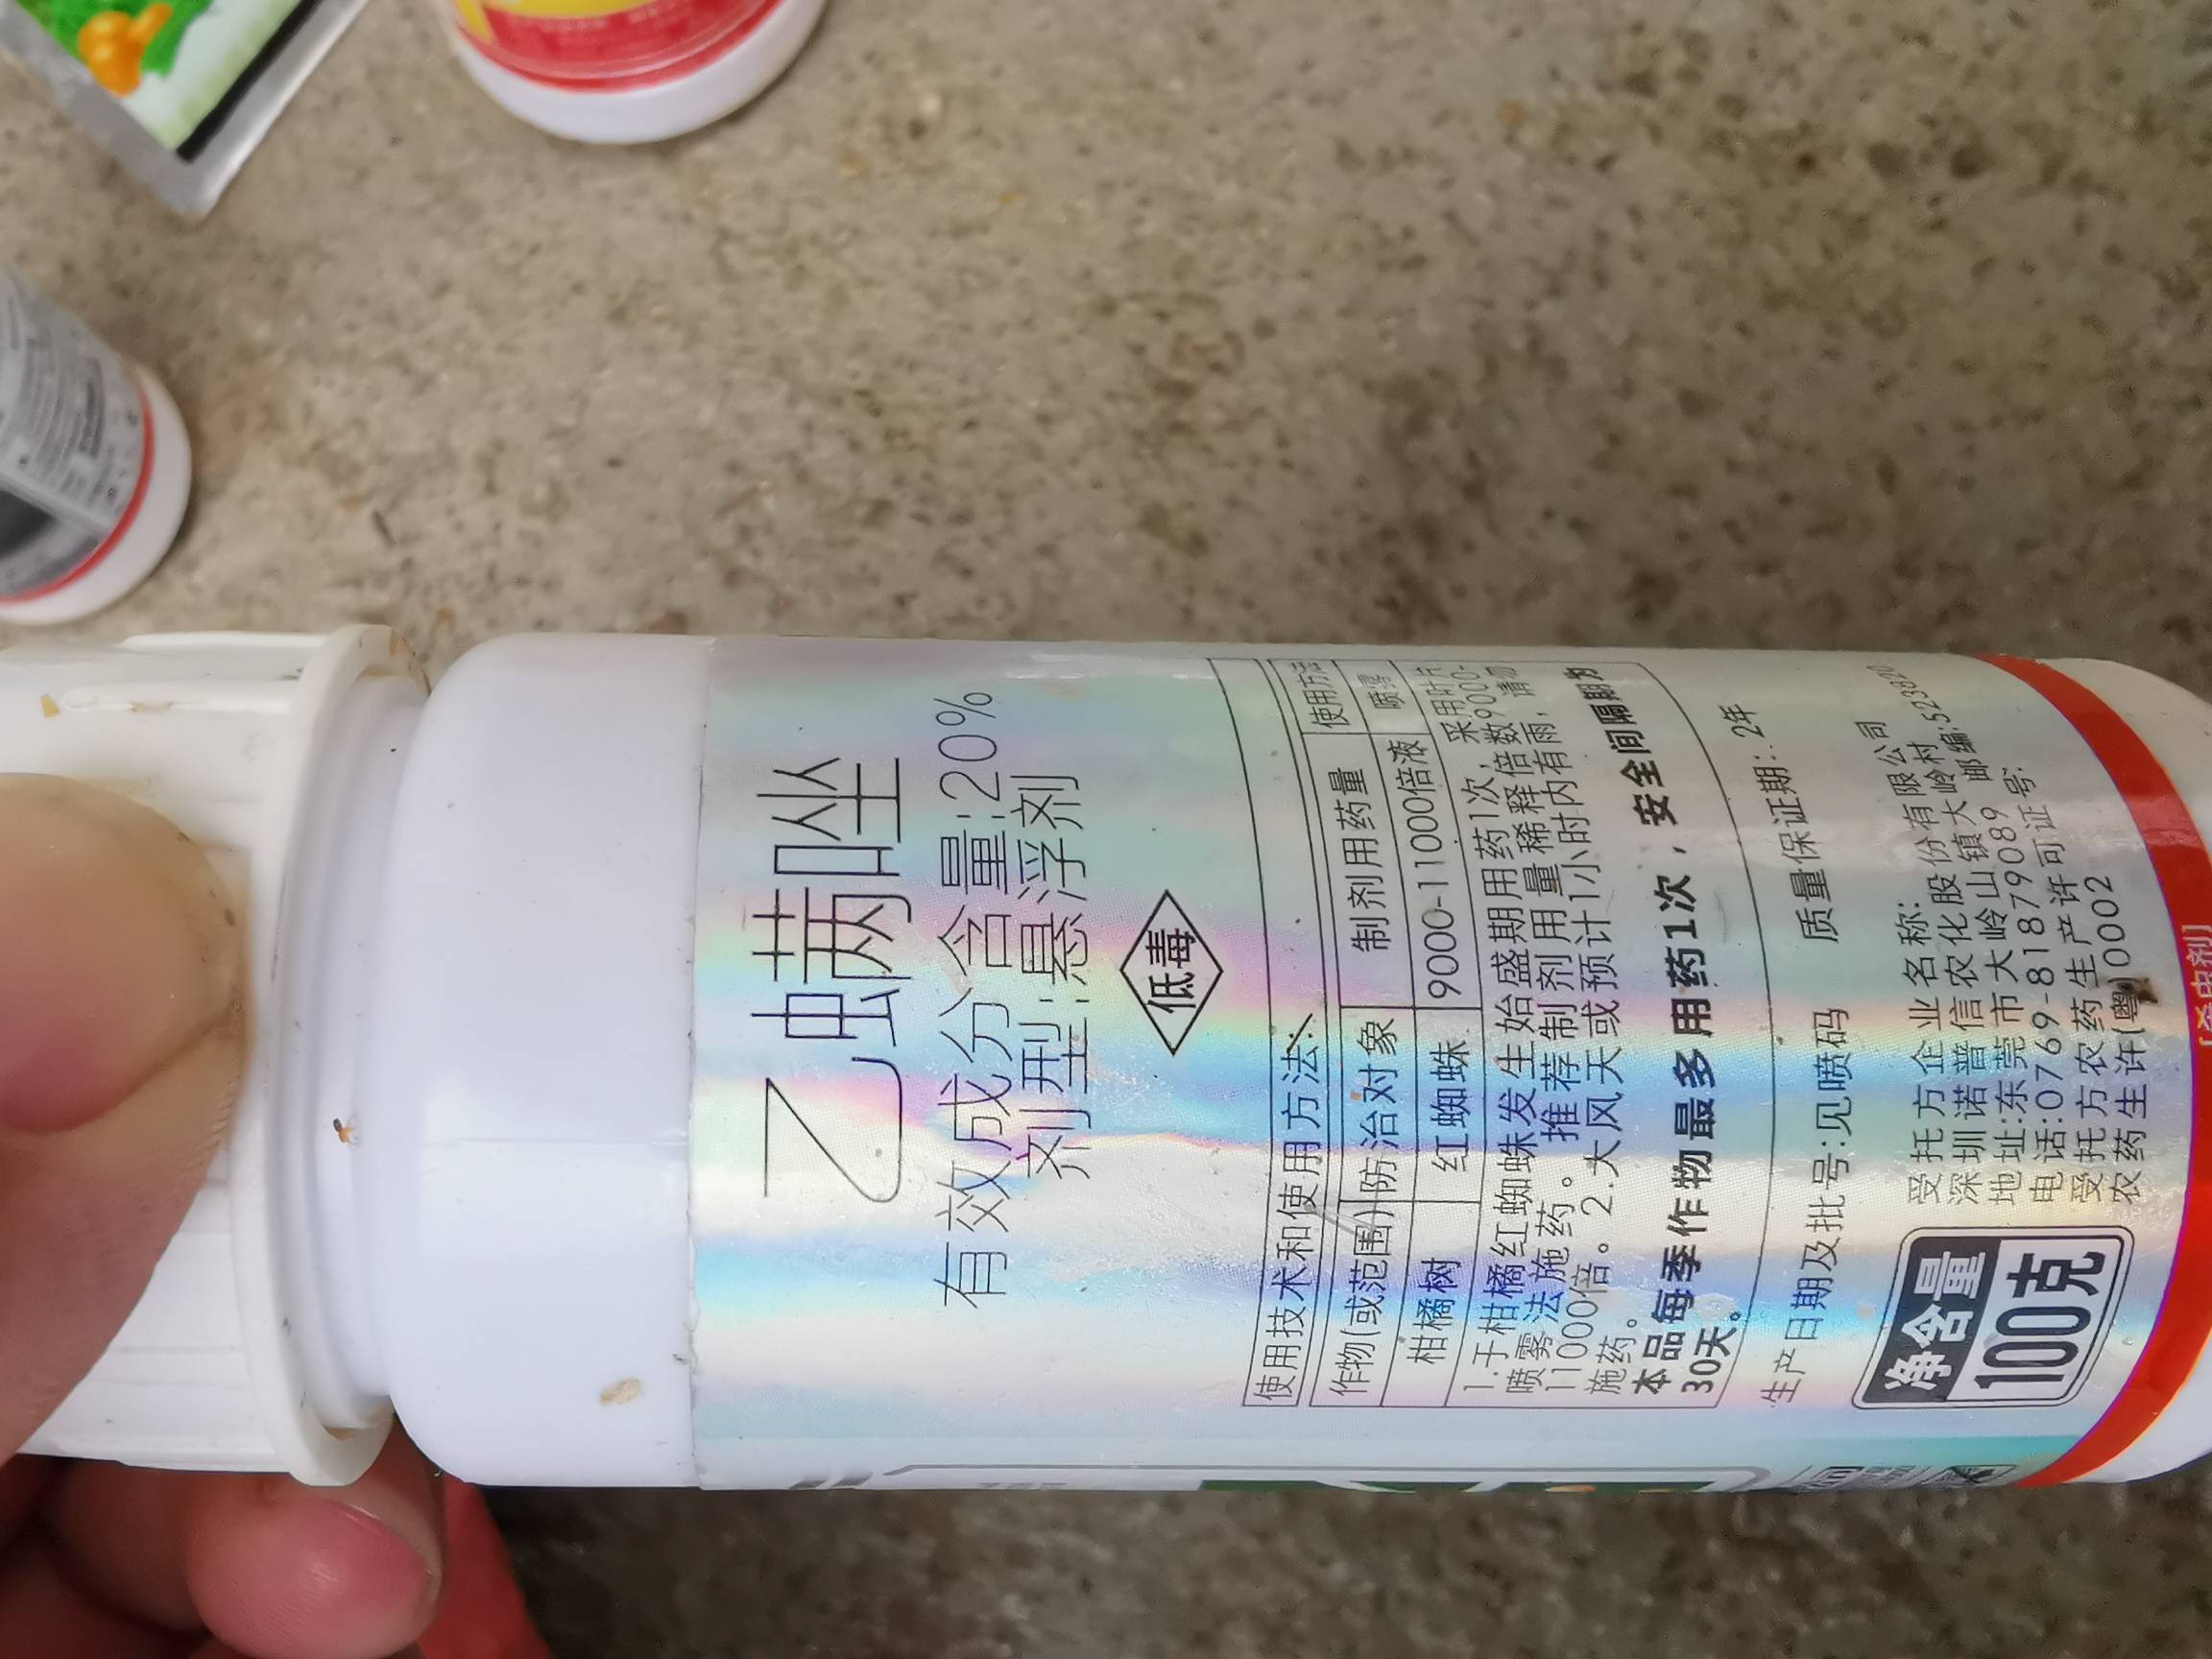 乙螨唑
有效成分含量:20%
剂型:悬浮剂
低毒
使用技术和使用方法:
作物(或范围) 防治对象 制剂用药量 使用方法
柑橘树 红蜘蛛 9000-11000倍液 喷雾
1.于柑橘红蜘蛛发生始盛期用药1次,采用叶片
喷雾法施药。推荐制剂用量稀释倍数9000-
11000倍。2.大风天或预计1小时内有雨,请勿
施药。
本品每季作物最多用药1次,安全间隔期为
30天。
生产日期及批号:见喷码 质量保证期:2年
净含量
100克
受托方企业名称:
深圳诺普信农化股份有限公司
地址:东莞市大岭山镇大岭村
电话:0769-81879089 邮编:523820
受托方农药生产许可证号:
农药生许(粤)0002
[杀虫剂]